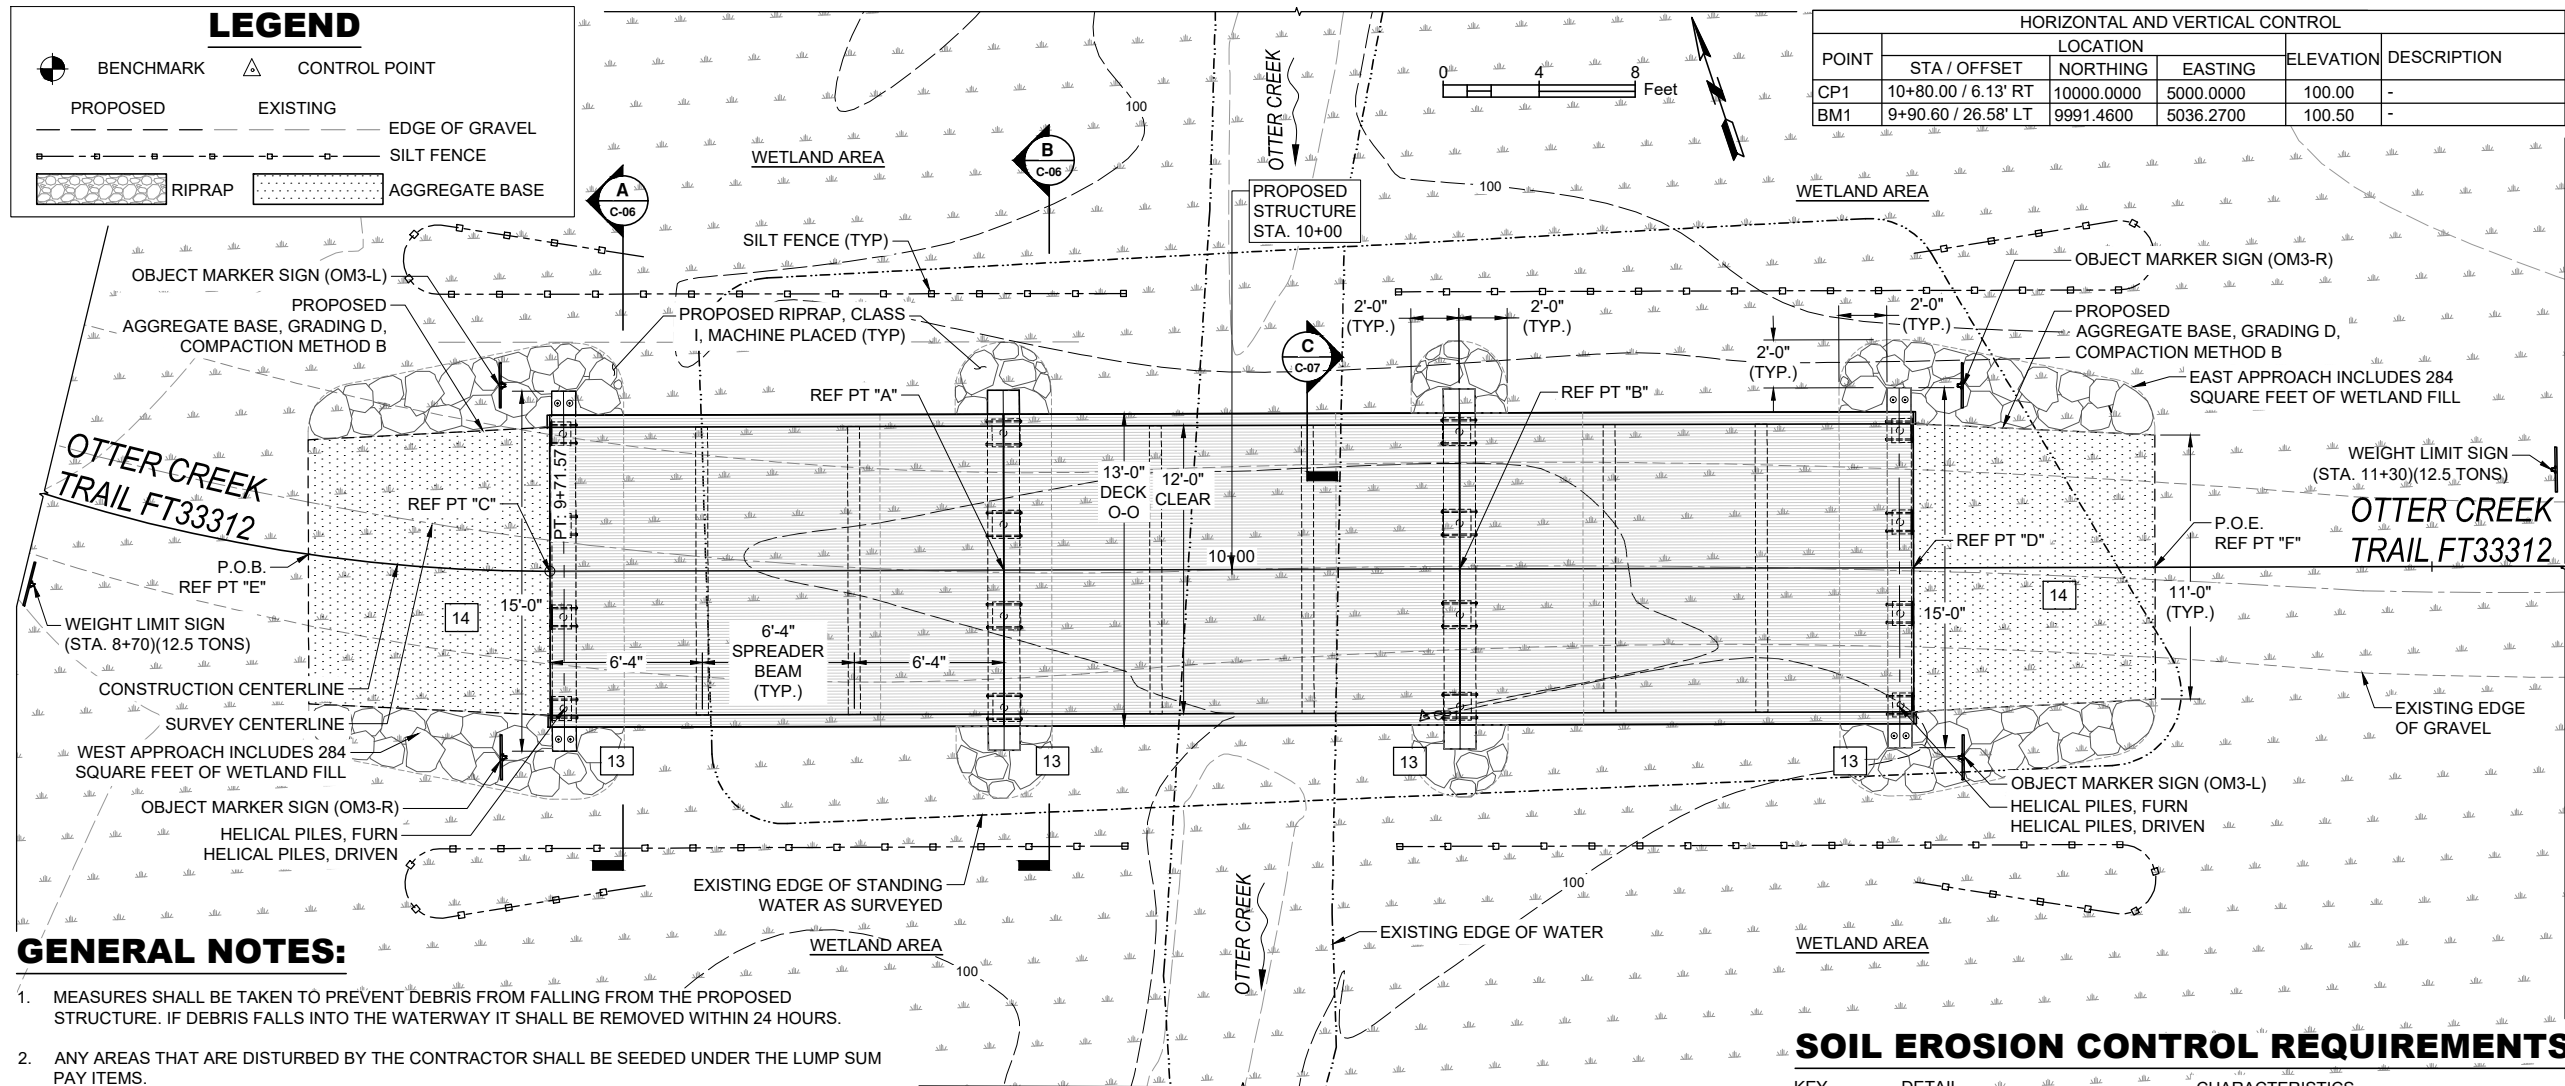 LEGEND
BENCHMARK
CONTROL POINT
PROPOSED
EXISTING
EDGE OF GRAVEL
SILT FENCE
RIPRAP
AGGREGATE BASE
HORIZONTAL AND VERTICAL CONTROL
POINT
LOCATION
ELEVATION
DESCRIPTION
STA / OFFSET
NORTHING
EASTING
CP1 10+80.00 / 6.13' RT 10000.0000 5000.0000 100.00 -
BM1 9+90.60 / 26.58' LT 9991.4600 5036.2700 100.50 -
0 4 8
Feet
100
OTTER CREEK
WETLAND AREA
B
C-06
A
C-06
100
WETLAND AREA
PROPOSED
STRUCTURE
STA. 10+00
SILT FENCE (TYP)
OBJECT MARKER SIGN (OM3-L)
PROPOSED
AGGREGATE BASE, GRADING D,
COMPACTION METHOD B
PROPOSED RIPRAP, CLASS
I, MACHINE PLACED (TYP)
2'-0"
(TYP.)
2'-0"
(TYP.)
2'-0"
(TYP.)
2'-0"
(TYP.)
OBJECT MARKER SIGN (OM3-R)
PROPOSED
AGGREGATE BASE, GRADING D,
COMPACTION METHOD B
C
C-07
EAST APPROACH INCLUDES 284
SQUARE FEET OF WETLAND FILL
REF PT "A"
REF PT "B"
OTTER CREEK
TRAIL FT33312
REF PT "C"
PT: 9+71.57
13'-0"
DECK
O-O
12'-0"
CLEAR
WEIGHT LIMIT SIGN
(STA. 11+30)(12.5 TONS)
OTTER CREEK
TRAIL FT33312
P.O.E.
REF PT "F"
REF PT "D"
10+00
P.O.B.
REF PT "E"
14
15'-0"
14
15'-0"
11'-0"
(TYP.)
WEIGHT LIMIT SIGN
(STA. 8+70)(12.5 TONS)
6'-4"
6'-4"
SPREADER
BEAM
(TYP.)
6'-4"
CONSTRUCTION CENTERLINE
SURVEY CENTERLINE
WEST APPROACH INCLUDES 284
SQUARE FEET OF WETLAND FILL
EXISTING EDGE
OF GRAVEL
13
13
13
13
OBJECT MARKER SIGN (OM3-R)
HELICAL PILES, FURN
HELICAL PILES, DRIVEN
OBJECT MARKER SIGN (OM3-L)
HELICAL PILES, FURN
HELICAL PILES, DRIVEN
EXISTING EDGE OF STANDING
WATER AS SURVEYED
100
OTTER CREEK
EXISTING EDGE OF WATER
WETLAND AREA
100
WETLAND AREA
GENERAL NOTES:
1. MEASURES SHALL BE TAKEN TO PREVENT DEBRIS FROM FALLING FROM THE PROPOSED
STRUCTURE. IF DEBRIS FALLS INTO THE WATERWAY IT SHALL BE REMOVED WITHIN 24 HOURS.
2. ANY AREAS THAT ARE DISTURBED BY THE CONTRACTOR SHALL BE SEEDED UNDER THE LUMP SUM
PAY ITEMS.
SOIL EROSION CONTROL REQUIREMENTS
KEY DETAIL CHARACTERISTICS